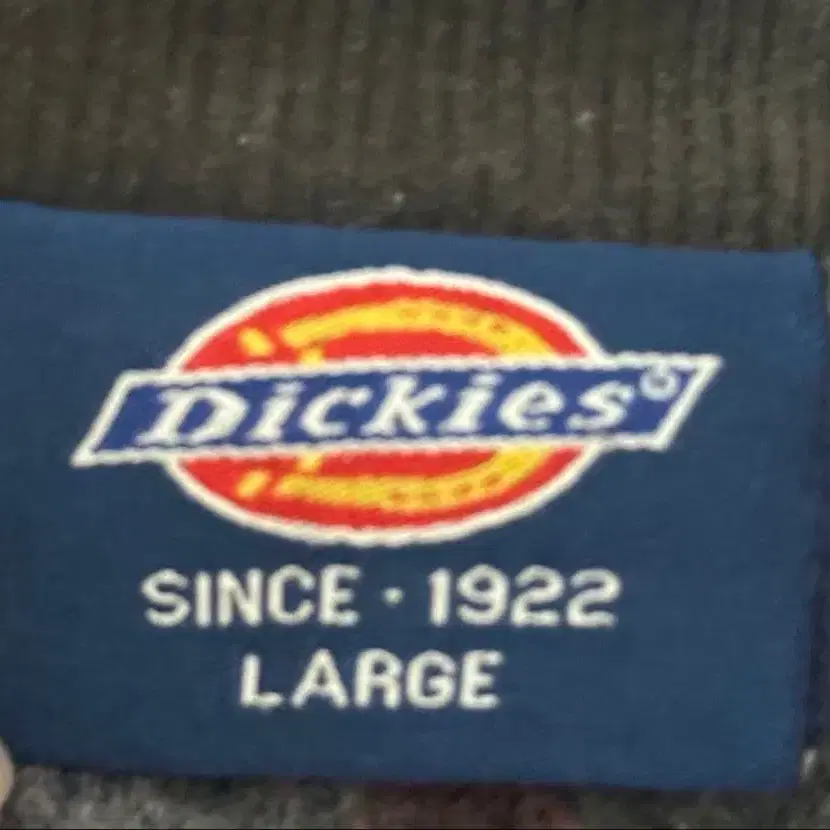 Dickies
SINCE · 1922
LARGE